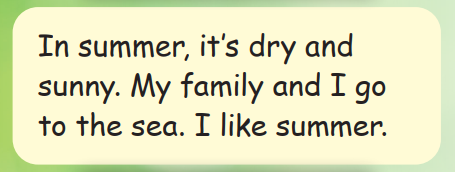 In summer, it's dry and
sunny. My family and I go
to the sea. I like summer.